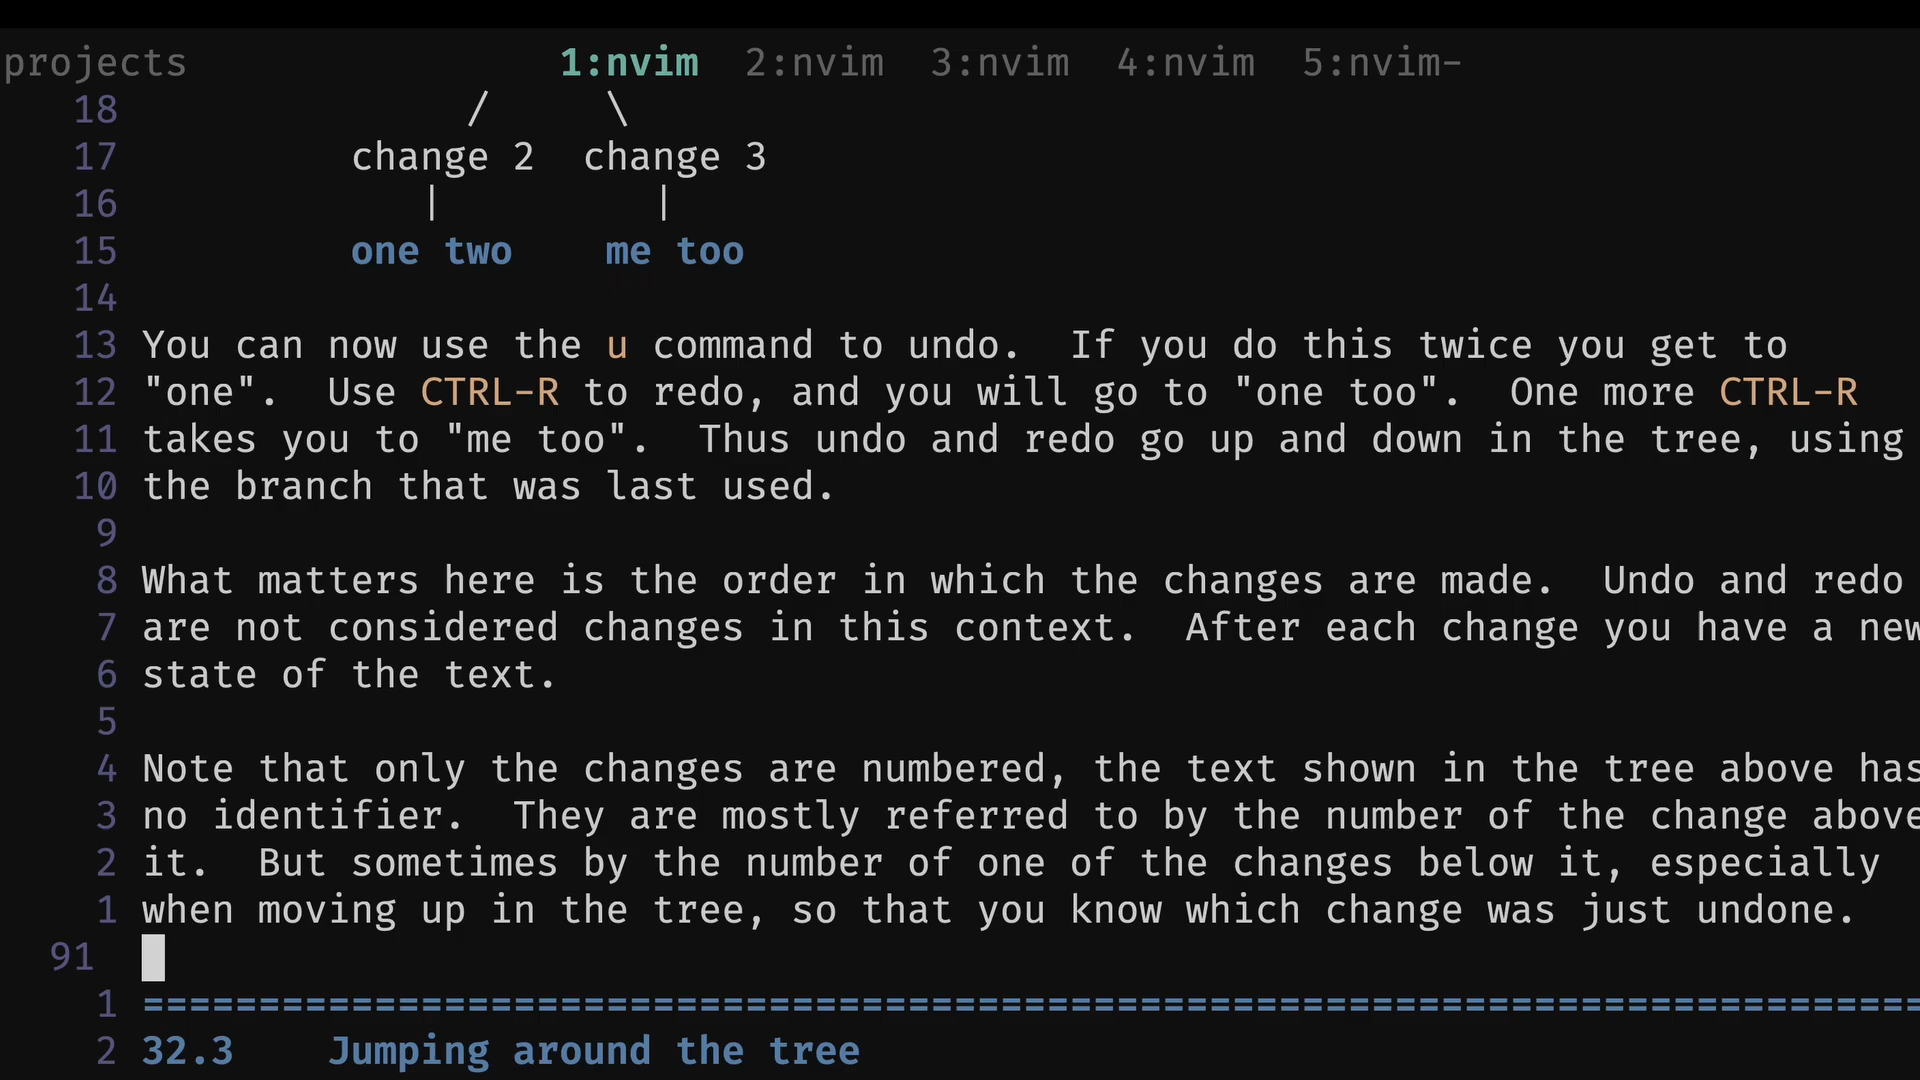 projects 1:nvim 2:nvim 3:nvim 4:nvim 5:nvim-
18 / \
17 change 2 change 3
16 | |
15 one two me too
14
13 You can now use the u command to undo.  If you do this twice you get to
12 "one".  Use CTRL-R to redo, and you will go to "one too".  One more CTRL-R
11 takes you to "me too".  Thus undo and redo go up and down in the tree, using
10 the branch that was last used.
9
8 What matters here is the order in which the changes are made.  Undo and redo
7 are not considered changes in this context.  After each change you have a new
6 state of the text.
5
4 Note that only the changes are numbered, the text shown in the tree above has
3 no identifier.  They are mostly referred to by the number of the change above
2 it.  But sometimes by the number of one of the changes below it, especially
1 when moving up in the tree, so that you know which change was just undone.
91
1 =============================================================================
2 32.3 Jumping around the tree